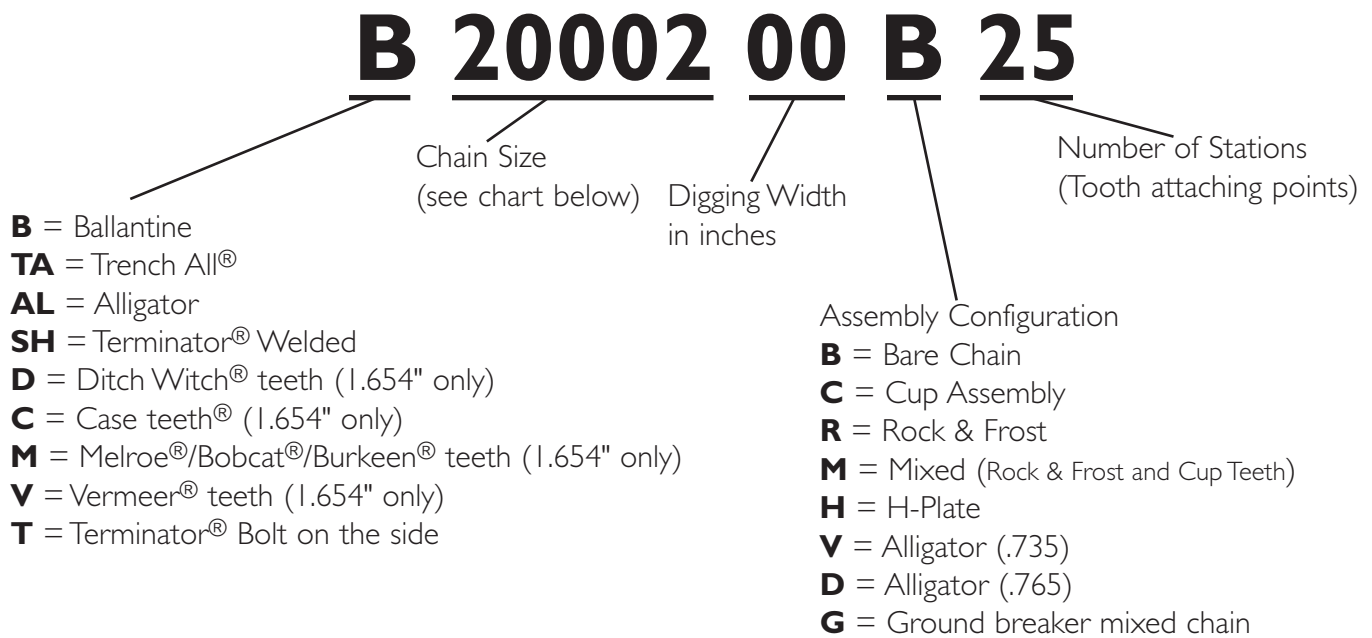 B 20002 00 B 25
Chain Size
(see chart below)
Digging Width
in inches
Number of Stations
(Tooth attaching points)
B = Ballantine
TA = Trench All®
AL = Alligator
SH = Terminator® Welded
D = Ditch Witch® teeth (1.654" only)
C = Case teeth® (1.654" only)
M = Melroe®/Bobcat®/Burkeen® teeth (1.654" only)
V = Vermeer® teeth (1.654" only)
T = Terminator® Bolt on the side
Assembly Configuration
B = Bare Chain
C = Cup Assembly
R = Rock & Frost
M = Mixed (Rock & Frost and Cup Teeth)
H = H-Plate
V = Alligator (.735)
D = Alligator (.765)
G = Ground breaker mixed chain